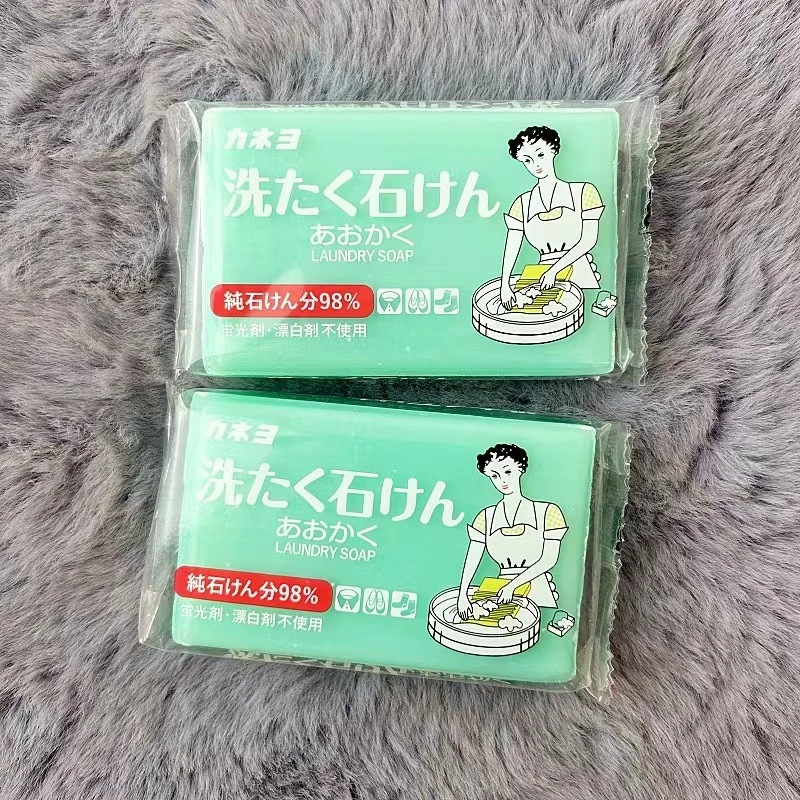 カネヨ
洗たく石けん
あおかく
LAUNDRY SOAP
純石けん分98%
蛍光剤・漂白剤不使用
カネヨ
洗たく石けん
あおかく
LAUNDRY SOAP
純石けん分98%
蛍光剤・漂白剤不使用